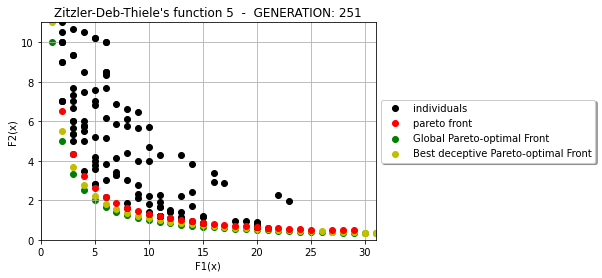 Zitzler-Deb-Thiele's function 5 - GENERATION: 251
10
8
6
4
2
0
F2(x)
0 5 10 15 20 25 30
F1(x)
individuals
pareto front
Global Pareto-optimal Front
Best deceptive Pareto-optimal Front